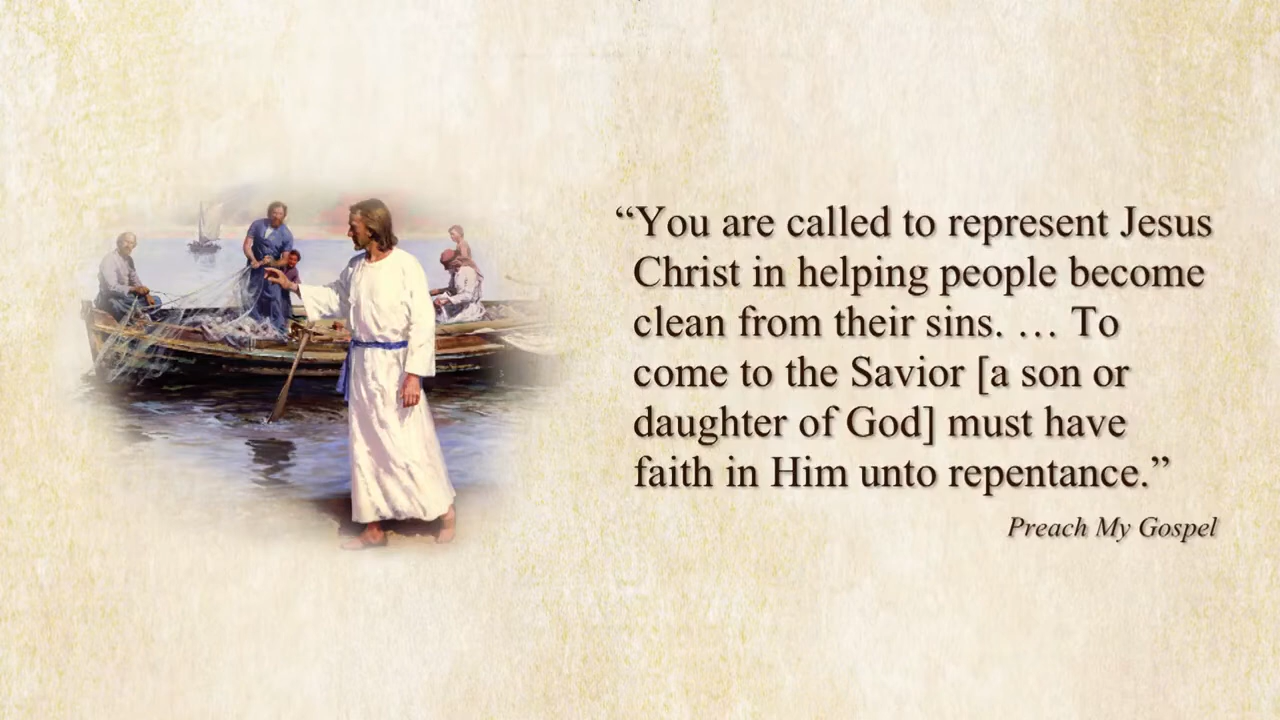 “You are called to represent Jesus
Christ in helping people become
clean from their sins. … To
come to the Savior [a son or
daughter of God] must have
faith in Him unto repentance.”
Preach My Gospel